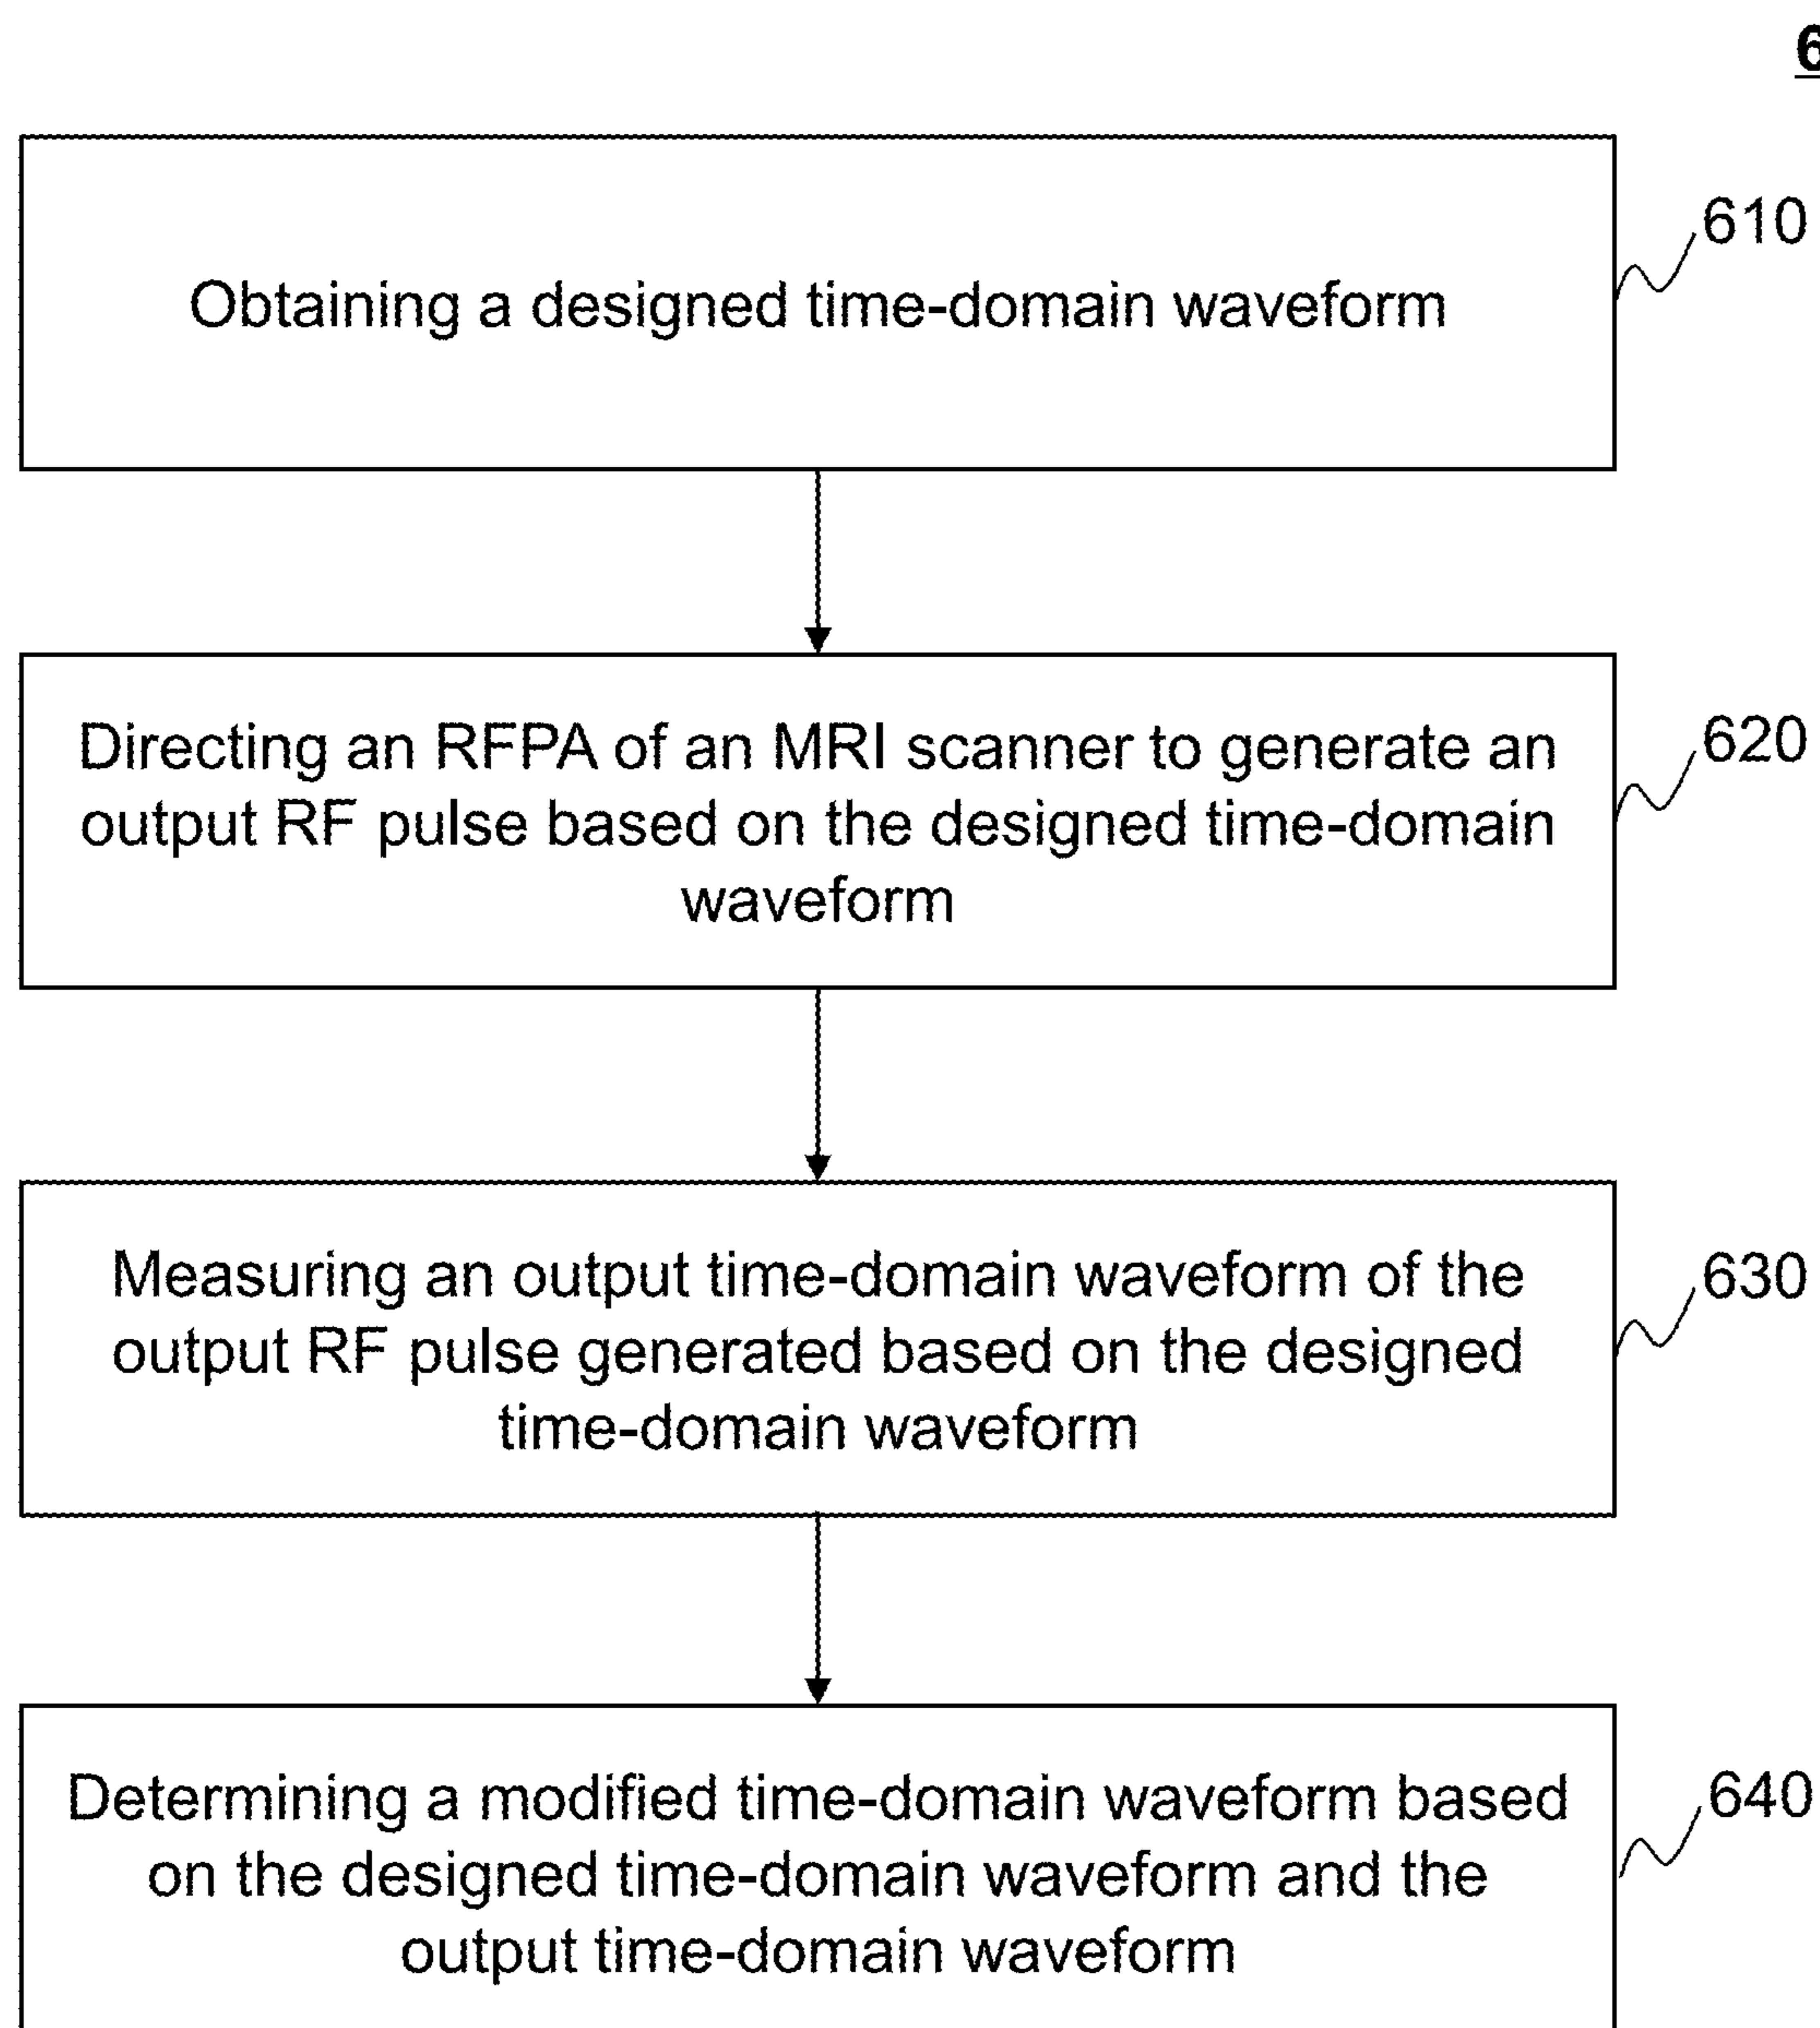 6
Obtaining a designed time-domain waveform
610
Directing an RFPA of an MRI scanner to generate an
output RF pulse based on the designed time-domain
waveform
620
Measuring an output time-domain waveform of the
output RF pulse generated based on the designed
time-domain waveform
630
Determining a modified time-domain waveform based
on the designed time-domain waveform and the
output time-domain waveform
640